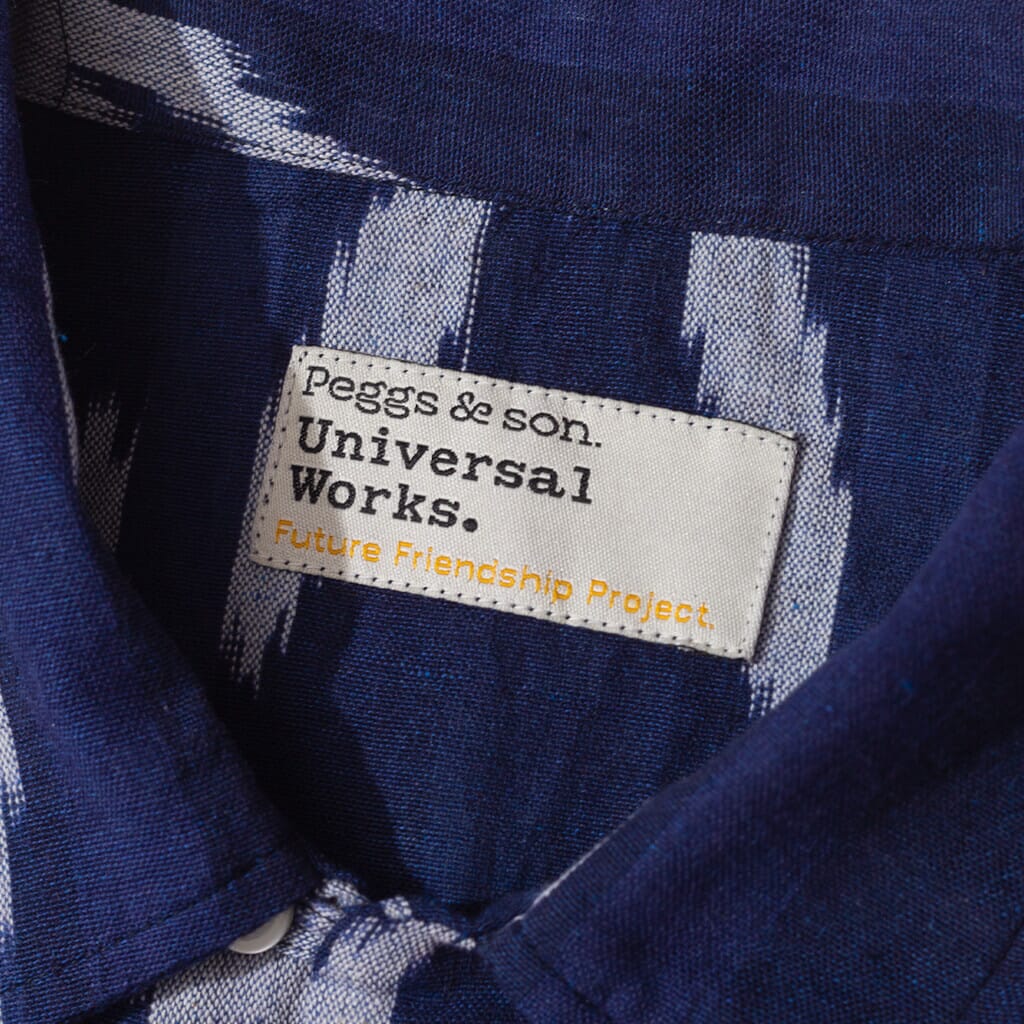 Peggs & son.
Universal
Works.
Future Friendship Project.